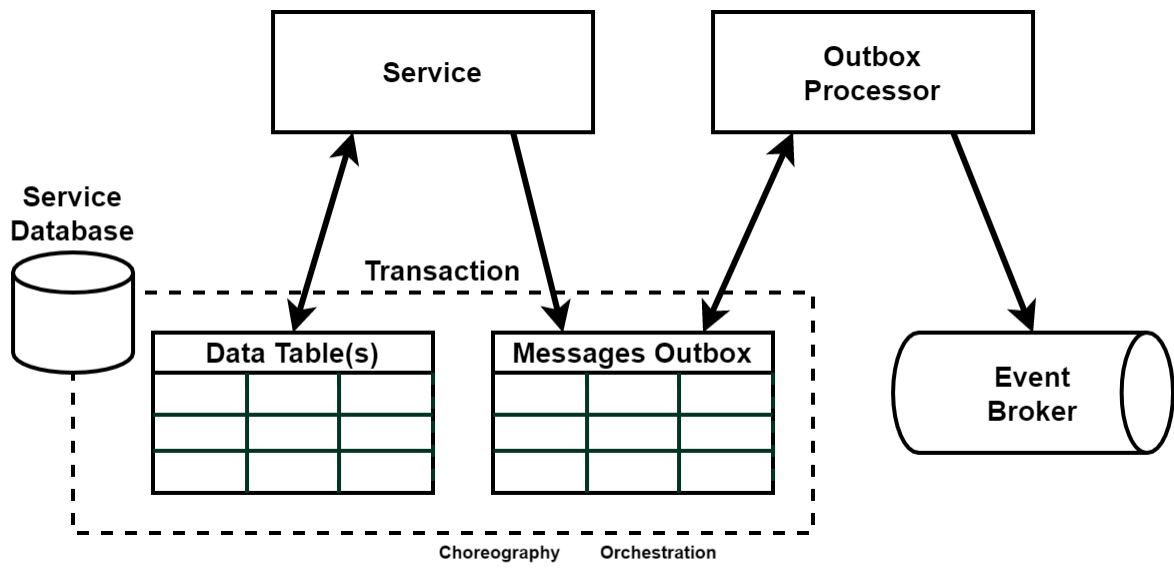 Service
Outbox
Processor
Service
Database
Transaction
Data Table(s)
Messages Outbox
Event
Broker
Choreography
Orchestration